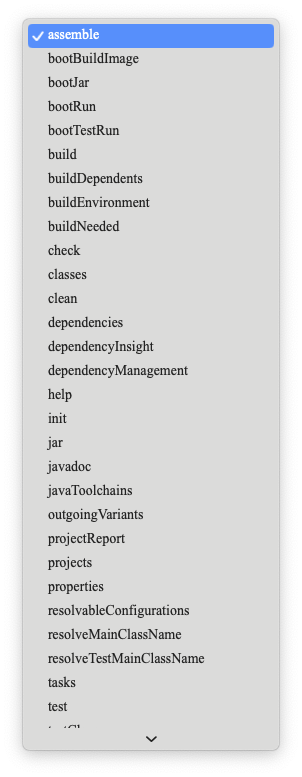 assemble
bootBuildImage
bootJar
bootRun
bootTestRun
build
buildDependents
buildEnvironment
buildNeeded
check
classes
clean
dependencies
dependencyInsight
dependencyManagement
help
init
jar
javadoc
javaToolchains
outgoingVariants
projectReport
projects
properties
resolvableConfigurations
resolveMainClassName
resolveTestMainClassName
tasks
test